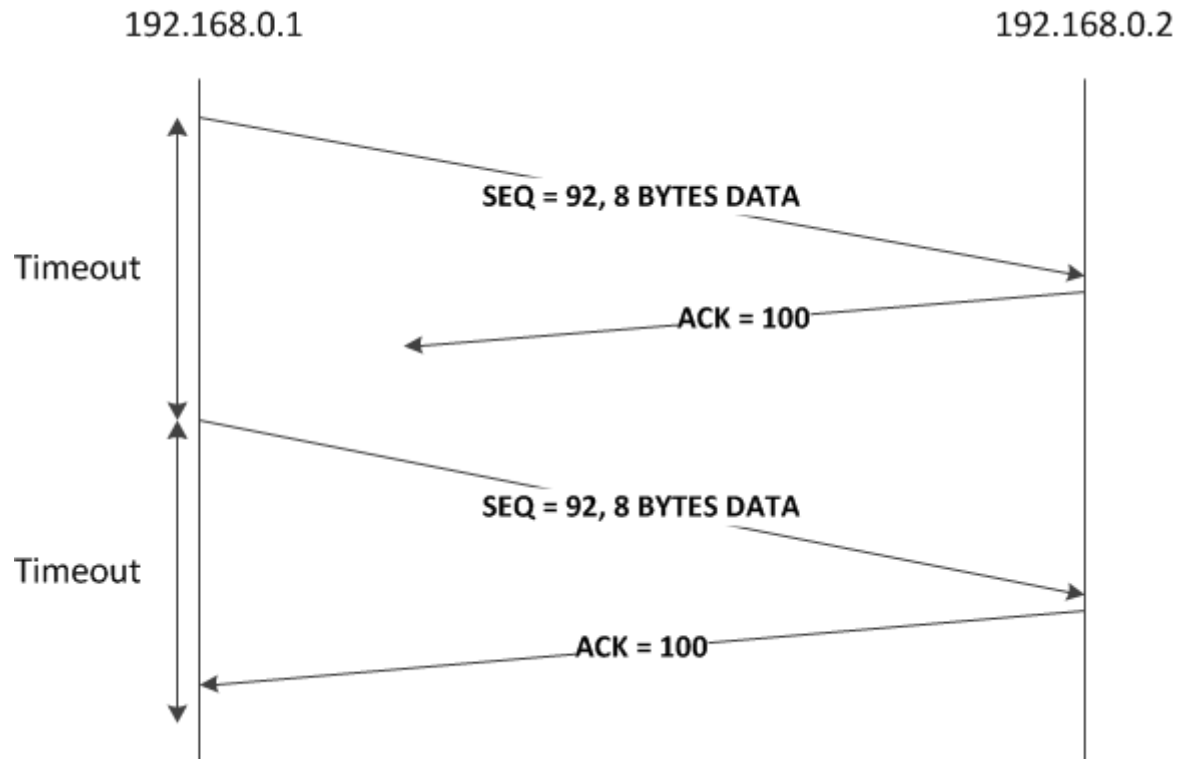 192.168.0.1
192.168.0.2
SEQ = 92, 8 BYTES DATA
Timeout
ACK = 100
SEQ = 92, 8 BYTES DATA
Timeout
ACK = 100